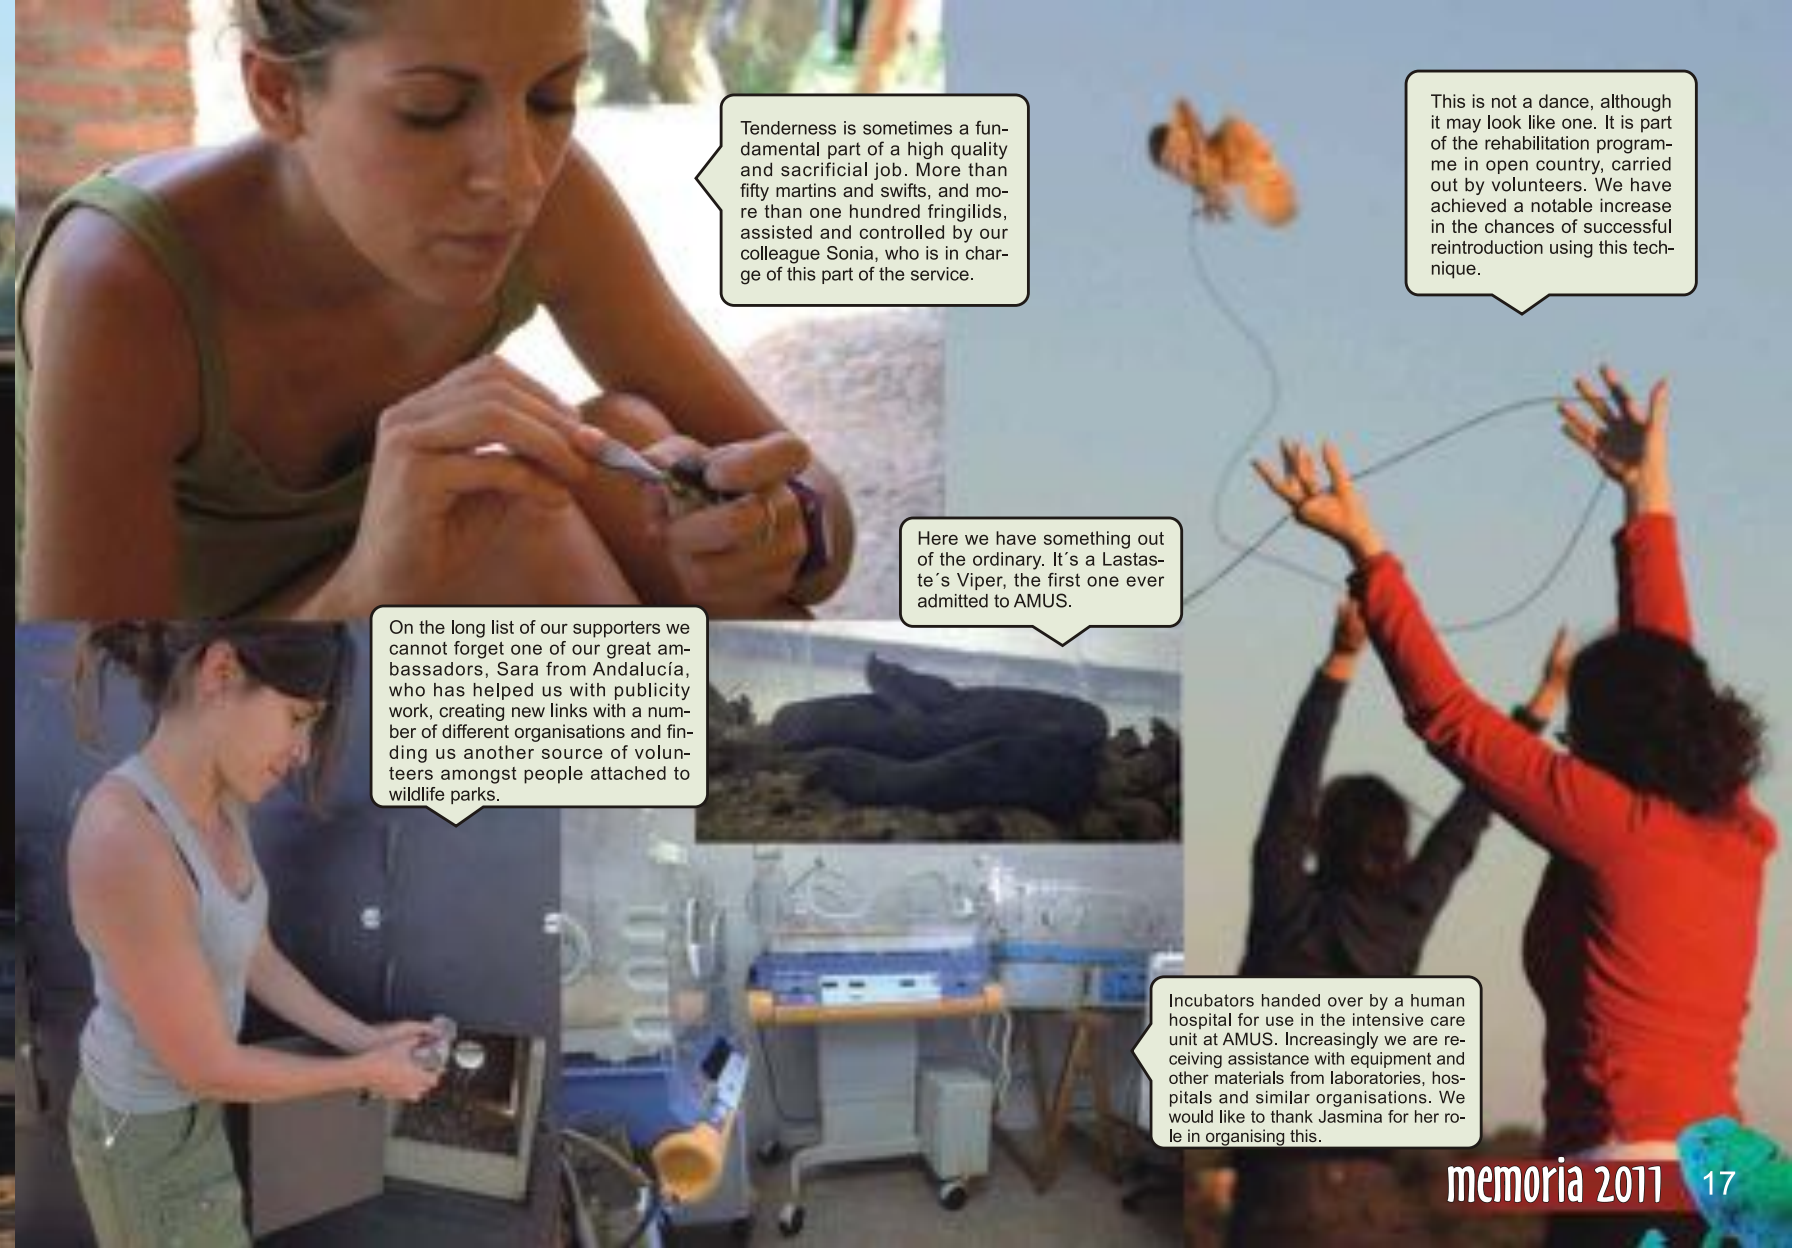 Tenderness is sometimes a fun-
damental part of a high quality
and sacrificial job. More than
fifty martins and swifts, and mo-
re than one hundred fringilids,
assisted and controlled by our
colleague Sonia, who is in char-
ge of this part of the service.
This is not a dance, although
it may look like one. It is part
of the rehabilitation program-
me in open country, carried
out by volunteers. We have
achieved a notable increase
in the chances of successful
reintroduction using this tech-
nique.
Here we have something out
of the ordinary. It´s a Lastas-
te´s Viper, the first one ever
admitted to AMUS.
On the long list of our supporters we
cannot forget one of our great am-
bassadors, Sara from Andalucía,
who has helped us with publicity
work, creating new links with a num-
ber of different organisations and fin-
ding us another source of volun-
teers amongst people attached to
wildlife parks.
Incubators handed over by a human
hospital for use in the intensive care
unit at AMUS. Increasingly we are re-
ceiving assistance with equipment and
other materials from laboratories, hos-
pitals and similar organisations. We
would like to thank Jasmina for her ro-
le in organising this.
memoria 2011 17